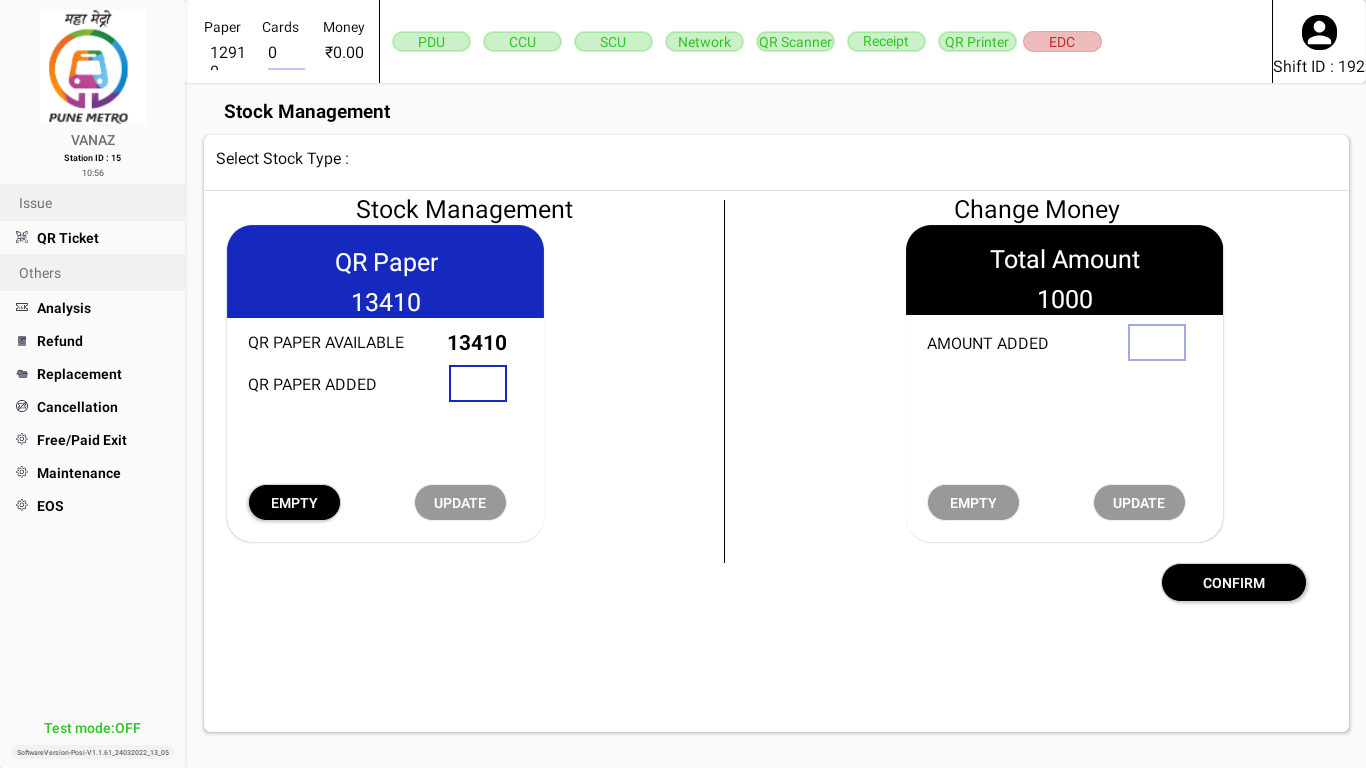 महा मेट्रो
PUNE METRO
VANAZ
Station ID : 15
10:56
Issue
QR Ticket
Others
Analysis
Refund
Replacement
Cancellation
Free/Paid Exit
Maintenance
EOS
Test mode:OFF
SoftwareVersion-Posi-V1.1.61_24032022_13_05
Paper Cards Money
1291 0 ₹0.00
PDU CCU SCU Network QR Scanner Receipt QR Printer EDC
Shift ID : 192
Stock Management
Select Stock Type :
Stock Management
QR Paper
13410
QR PAPER AVAILABLE 13410
QR PAPER ADDED
EMPTY UPDATE
Change Money
Total Amount
1000
AMOUNT ADDED
EMPTY UPDATE
CONFIRM